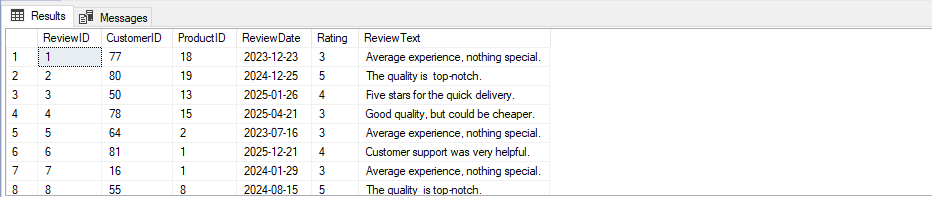 Results Messages
ReviewID CustomerID ProductID ReviewDate Rating ReviewText
1 1 77 18 2023-12-23 3 Average experience, nothing special.
2 2 80 19 2024-12-25 5 The quality is  top-notch.
3 3 50 13 2025-01-26 4 Five stars for the quick delivery.
4 4 78 15 2025-04-21 3 Good quality, but could be cheaper.
5 5 64 2 2023-07-16 3 Average experience, nothing special.
6 6 81 1 2025-12-21 4 Customer support was very helpful.
7 7 16 1 2024-01-29 3 Average experience, nothing special.
8 8 55 8 2024-08-15 5 The quality  is top-notch.